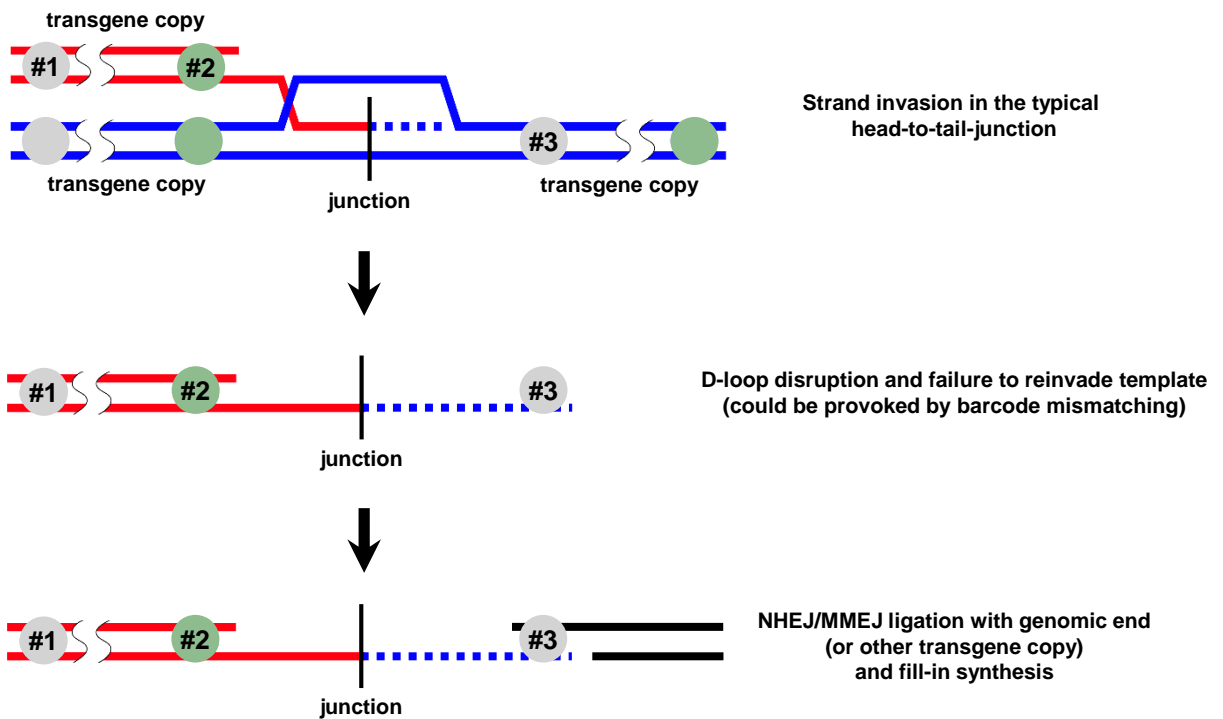 transgene copy
#1
#2
#3
transgene copy
transgene copy
junction
Strand invasion in the typical
head-to-tail-junction
#1
#2
#3
junction
D-loop disruption and failure to reinvade template
(could be provoked by barcode mismatching)
#1
#2
#3
junction
NHEJ/MMEJ ligation with genomic end
(or other transgene copy)
and fill-in synthesis